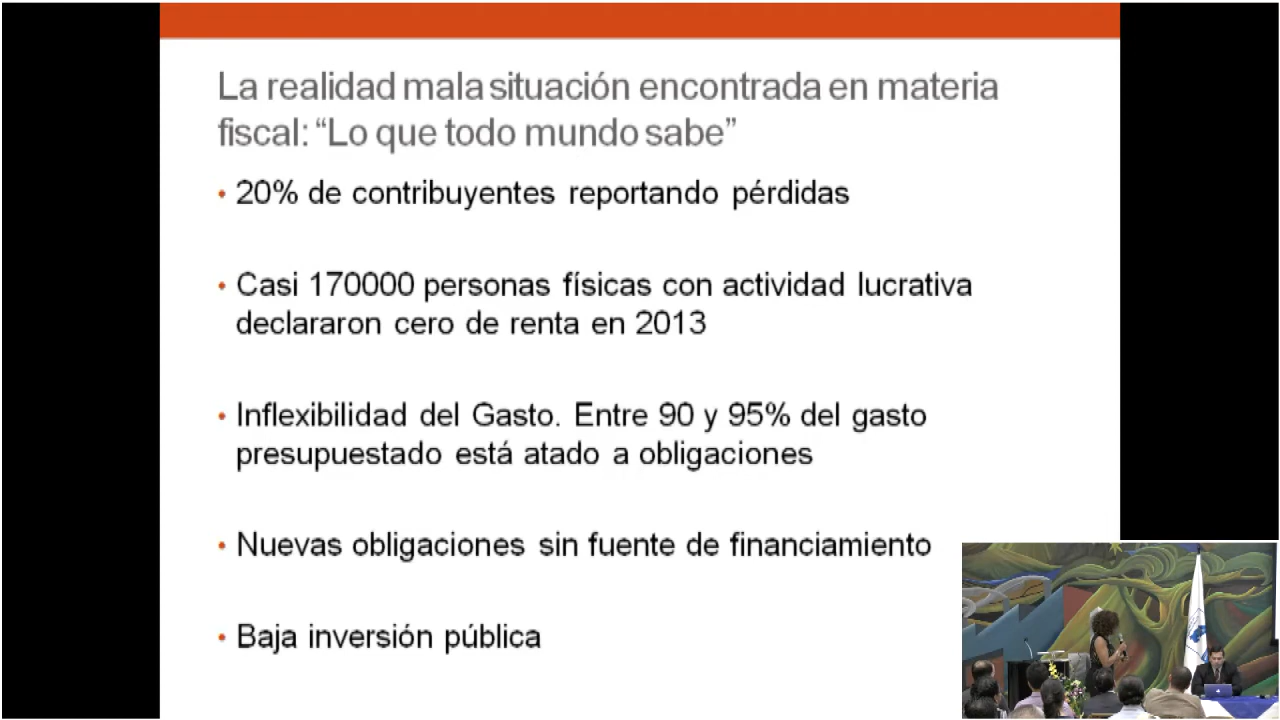 La realidad mala situación encontrada en materia
fiscal: “Lo que todo mundo sabe”
• 20% de contribuyentes reportando pérdidas
• Casi 170000 personas físicas con actividad lucrativa
declararon cero de renta en 2013
• Inflexibilidad del Gasto. Entre 90 y 95% del gasto
presupuestado está atado a obligaciones
• Nuevas obligaciones sin fuente de financiamiento
• Baja inversión pública